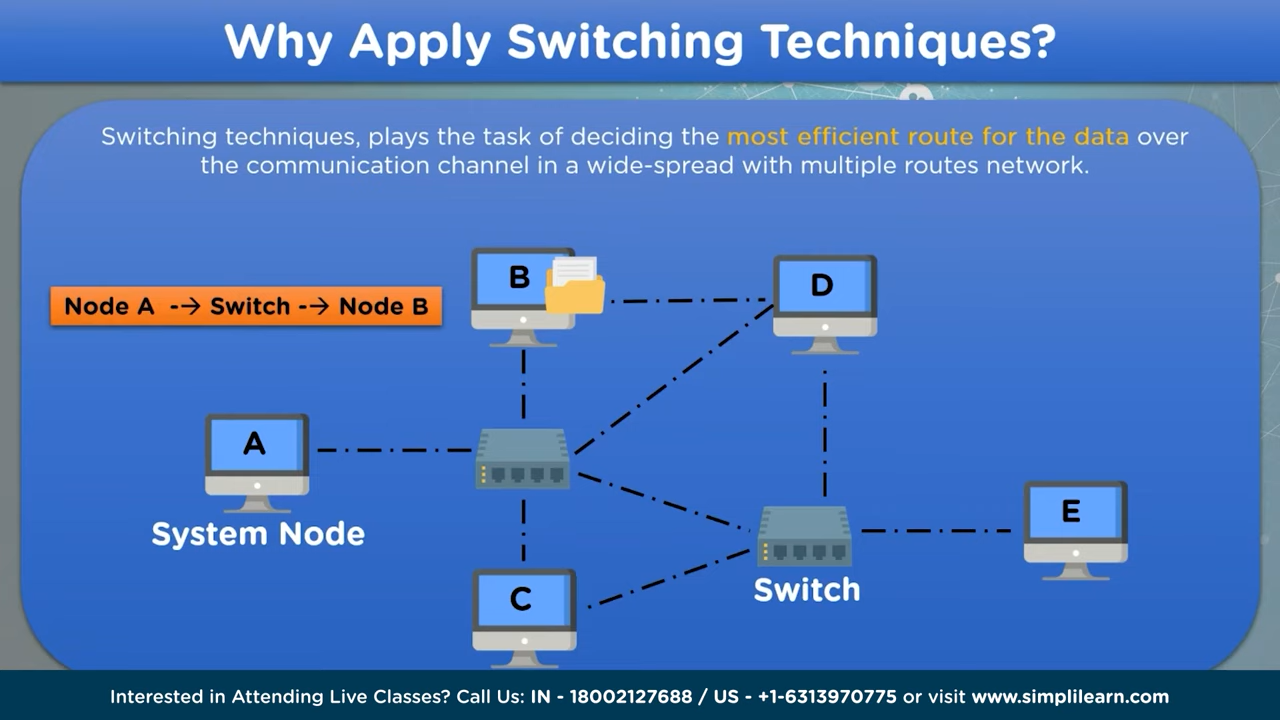 Why Apply Switching Techniques?
Switching techniques, plays the task of deciding the most efficient route for the data over
the communication channel in a wide-spread with multiple routes network.
Node A --> Switch --> Node B
B
D
A
System Node
E
Switch
C
Interested in Attending Live Classes? Call Us: IN - 18002127688 / US - +1-6313970775 or visit www.simplilearn.com